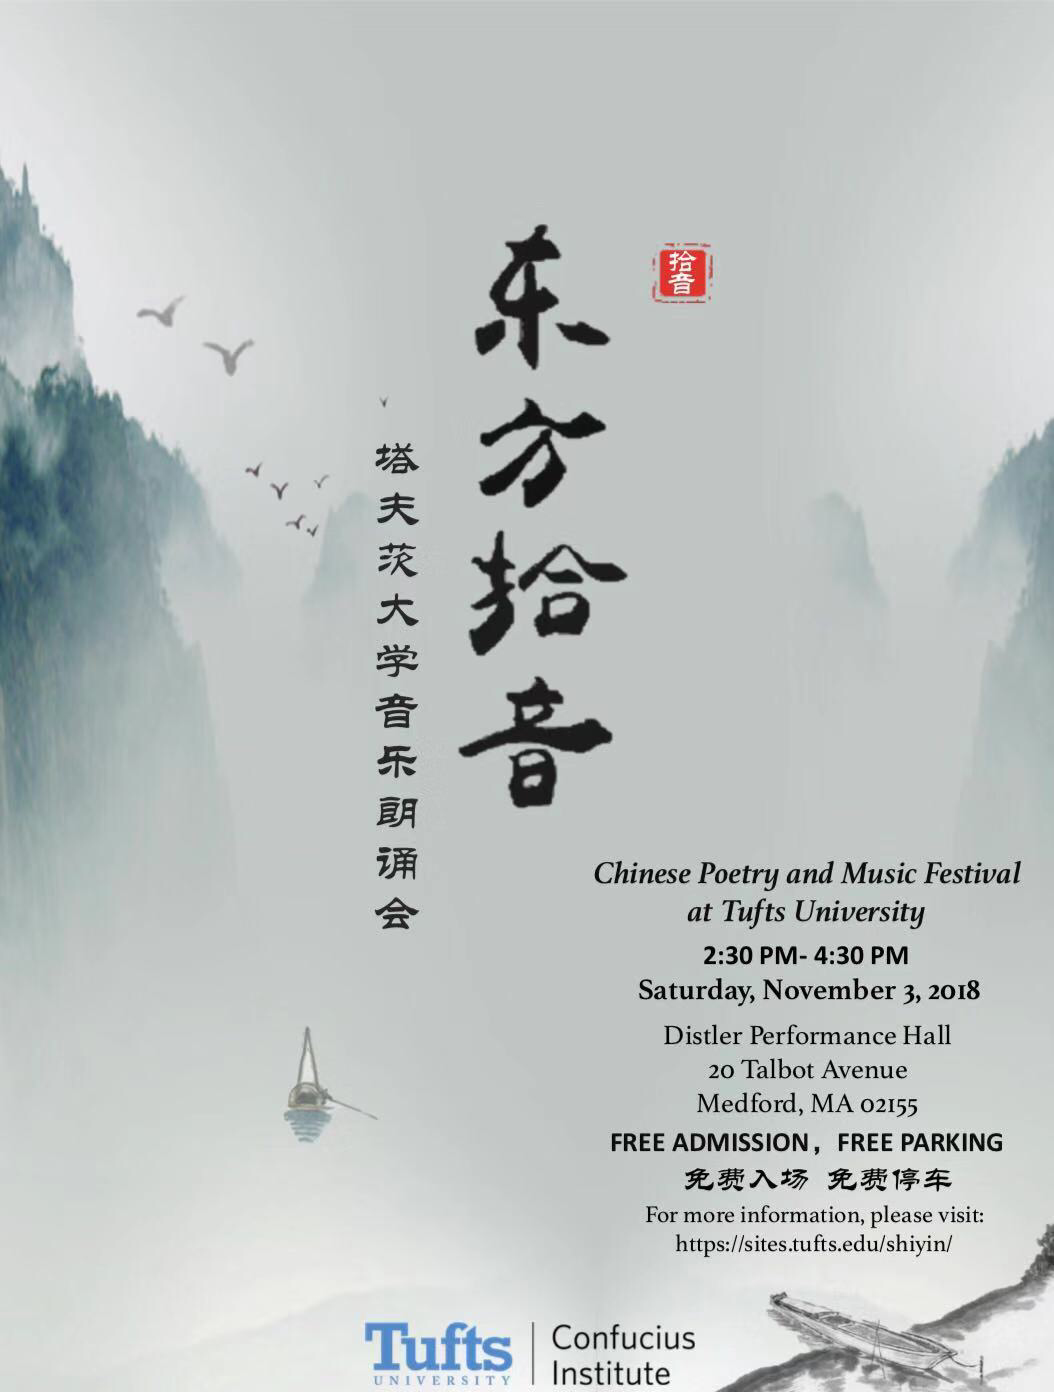 东方拾音
拾音
塔夫茨大学音乐朗诵会
Chinese Poetry and Music Festival
at Tufts University
2:30 PM- 4:30 PM
Saturday, November 3, 2018
Distler Performance Hall
20 Talbot Avenue
Medford, MA 02155
FREE ADMISSION，FREE PARKING
免费入场 免费停车
For more information, please visit:
https://sites.tufts.edu/shiyin/
Tufts
UNIVERSITY
Confucius
Institute